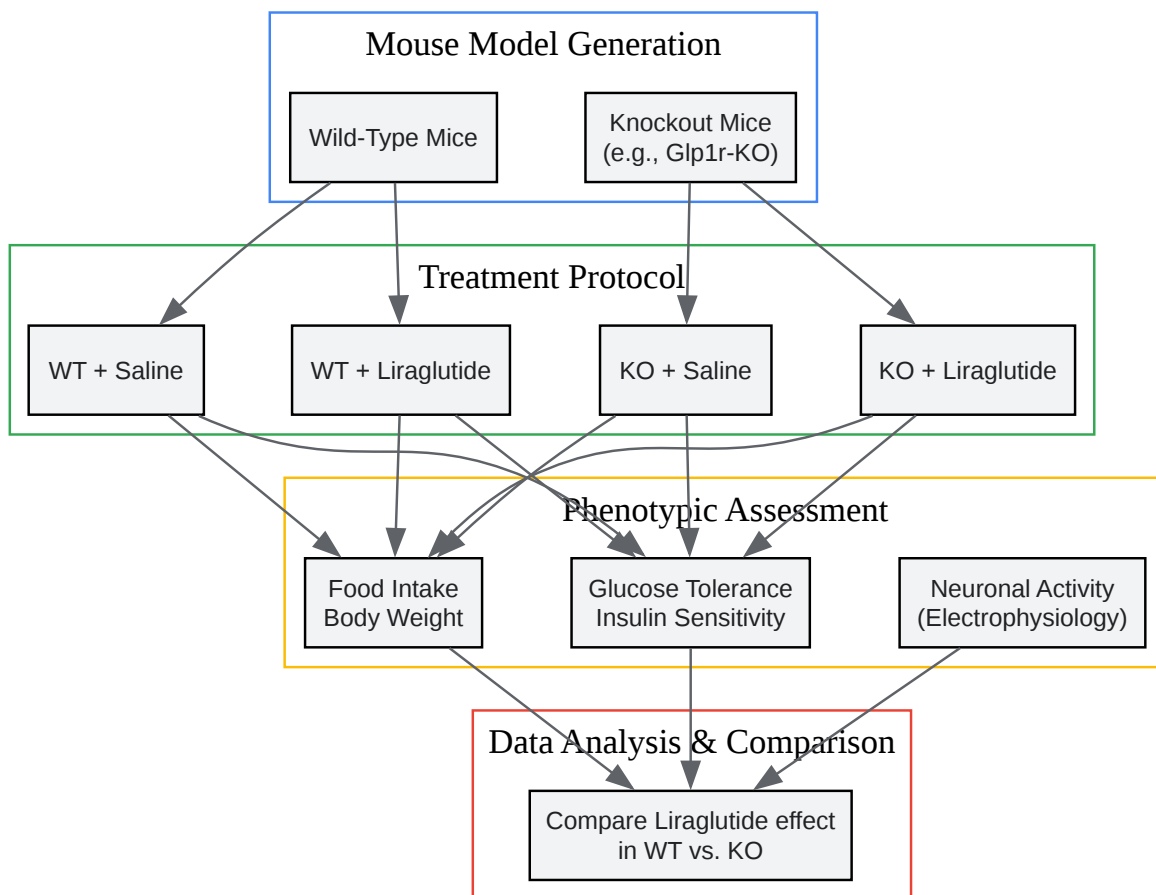 Mouse Model Generation
Wild-Type Mice
Knockout Mice
(e.g., Glp1r-KO)
Treatment Protocol
WT + Saline
WT + Liraglutide
KO + Saline
KO + Liraglutide
Phenotypic Assessment
Food Intake
Body Weight
Glucose Tolerance
Insulin Sensitivity
Neuronal Activity
(Electrophysiology)
Data Analysis & Comparison
Compare Liraglutide effect
in WT vs. KO